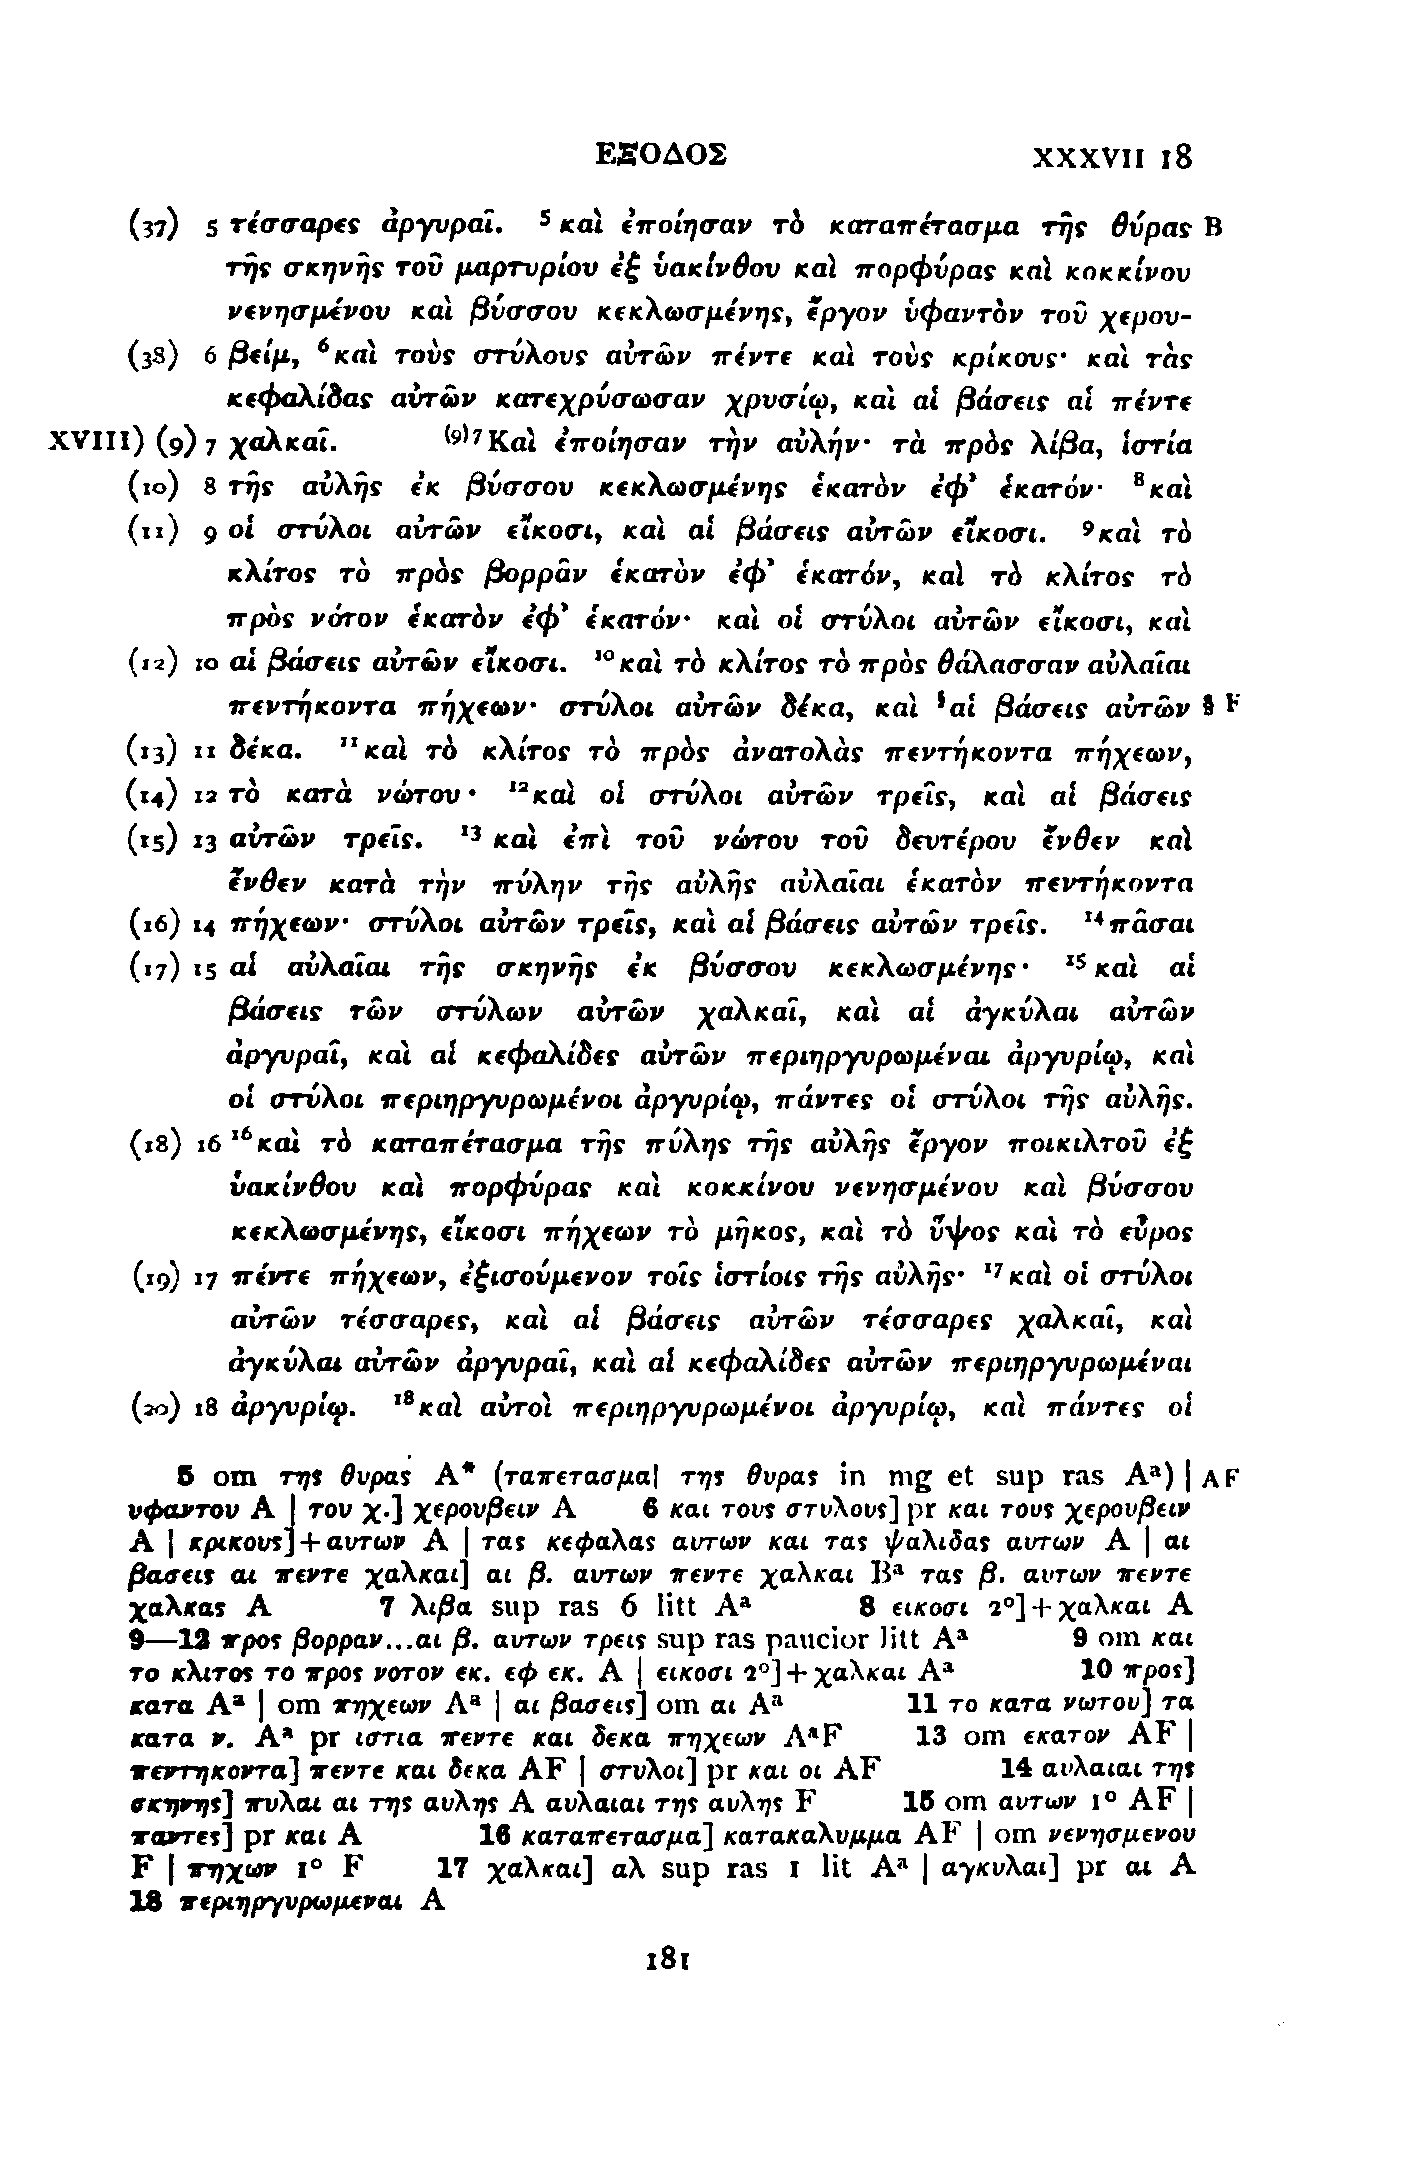 ΕΞΟΔΟΣ XXXVII 18
(37) 5 τέσσαρες ἀργυραῖ. ⁵καὶ ἐποίησαν τὸ καταπέτασμα τῆς θύρας B
τῆς σκηνῆς τοῦ μαρτυρίου ἐξ ὑακίνθου καὶ πορφύρας καὶ κοκκίνου
νενησμένου καὶ βύσσου κεκλωσμένης, ἔργον ὑφαντὸν τοῦ χερου-
(38) 6 βείμ, ⁶καὶ τοὺς στύλους αὐτῶν πέντε καὶ τοὺς κρίκους· καὶ τὰς
κεφαλίδας αὐτῶν κατεχρύσωσαν χρυσίῳ, καὶ αἱ βάσεις αἱ πέντε
XVIII) (9) 7 χαλκαῖ. ⁽⁹⁾⁷Καὶ ἐποίησαν τὴν αὐλήν· τὰ πρὸς λίβα, ἱστία
(10) 8 τῆς αὐλῆς ἐκ βύσσου κεκλωσμένης ἑκατὸν ἐφ’ ἑκατόν· ⁸καὶ
(11) 9 οἱ στύλοι αὐτῶν εἴκοσι, καὶ αἱ βάσεις αὐτῶν εἴκοσι. ⁹καὶ τὸ
κλίτος τὸ πρὸς βορρᾶν ἑκατὸν ἐφ’ ἑκατόν, καὶ τὸ κλίτος τὸ
πρὸς νότον ἑκατὸν ἐφ’ ἑκατόν· καὶ οἱ στύλοι αὐτῶν εἴκοσι, καὶ
(12) 10 αἱ βάσεις αὐτῶν εἴκοσι. ¹⁰καὶ τὸ κλίτος τὸ πρὸς θάλασσαν αὐλαῖαι
πεντήκοντα πήχεων· στύλοι αὐτῶν δέκα, καὶ §αἱ βάσεις αὐτῶν § F
(13) 11 δέκα. ¹¹καὶ τὸ κλίτος τὸ πρὸς ἀνατολὰς πεντήκοντα πήχεων,
(14) 12 τὸ κατὰ νώτου· ¹²καὶ οἱ στύλοι αὐτῶν τρεῖς, καὶ αἱ βάσεις
(15) 13 αὐτῶν τρεῖς. ¹³καὶ ἐπὶ τοῦ νώτου τοῦ δευτέρου ἔνθεν καὶ
ἔνθεν κατὰ τὴν πύλην τῆς αὐλῆς αὐλαῖαι ἑκατὸν πεντήκοντα
(16) 14 πήχεων· στύλοι αὐτῶν τρεῖς, καὶ αἱ βάσεις αὐτῶν τρεῖς. ¹⁴πᾶσαι
(17) 15 αἱ αὐλαῖαι τῆς σκηνῆς ἐκ βύσσου κεκλωσμένης· ¹⁵καὶ αἱ
βάσεις τῶν στύλων αὐτῶν χαλκαῖ, καὶ αἱ ἀγκύλαι αὐτῶν
ἀργυραῖ, καὶ αἱ κεφαλίδες αὐτῶν περιηργυρωμέναι ἀργυρίῳ, καὶ
οἱ στύλοι περιηργυρωμένοι ἀργυρίῳ, πάντες οἱ στύλοι τῆς αὐλῆς.
(18) 16 ¹⁶καὶ τὸ καταπέτασμα τῆς πύλης τῆς αὐλῆς ἔργον ποικιλτοῦ ἐξ
ὑακίνθου καὶ πορφύρας καὶ κοκκίνου νενησμένου καὶ βύσσου
κεκλωσμένης, εἴκοσι πήχεων τὸ μῆκος, καὶ τὸ ὕψος καὶ τὸ εὖρος
(19) 17 πέντε πήχεων, ἐξισούμενον τοῖς ἱστίοις τῆς αὐλῆς· ¹⁷καὶ οἱ στύλοι
αὐτῶν τέσσαρες, καὶ αἱ βάσεις αὐτῶν τέσσαρες χαλκαῖ, καὶ
ἀγκύλαι αὐτῶν ἀργυραῖ, καὶ αἱ κεφαλίδες αὐτῶν περιηργυρωμέναι
(20) 18 ἀργυρίῳ. ¹⁸καὶ αὐτοὶ περιηργυρωμένοι ἀργυρίῳ, καὶ πάντες οἱ
5 om της θυρας A* (ταπετασμα| της θυρας in mg et sup ras Aᵃ) | A F
υφαντου A | του χ.] χερουβειν A 6 και τους στυλους] pr και τους χερουβειν
A | κρικους]+αυτων A | τας κεφαλας αυτων και τας ψαλιδας αυτων A | αι
βασεις αι πεντε χαλκαι] αι β. αυτων πεντε χαλκαι Bᵃ τας β. αυτων πεντε
χαλκας A 7 λιβα sup ras 6 litt Aᵃ 8 εικοσι 2°]+χαλκαι A
9—12 προς βορραν...αι β. αυτων τρεις sup ras paucior litt Aᵃ 9 om και
το κλιτος το προς νοτον εκ. εφ εκ. A | εικοσι 2°]+χαλκαι Aᵃ 10 προς]
κατα Aᵃ | om πηχεων Aᵃ | αι βασεις] om αι Aᵃ 11 το κατα νωτου] τα
κατα ν. Aᵃ pr ιστια πεντε και δεκα πηχεων AᵃF 13 om εκατον AF |
πεντηκοντα] πεντε και δεκα AF | στυλοι] pr και οι AF 14 αυλαιαι της
σκηνης] πυλαι αι της αυλης A αυλαιαι της αυλης F 15 om αυτων 1° AF |
παντες] pr και A 16 καταπετασμα] κατακαλυμμα AF | om νενησμενου
F | πηχων 1° F 17 χαλκαι] αλ sup ras 1 lit Aᵃ | αγκυλαι] pr αι A
18 περιηργυρωμεναι A
181